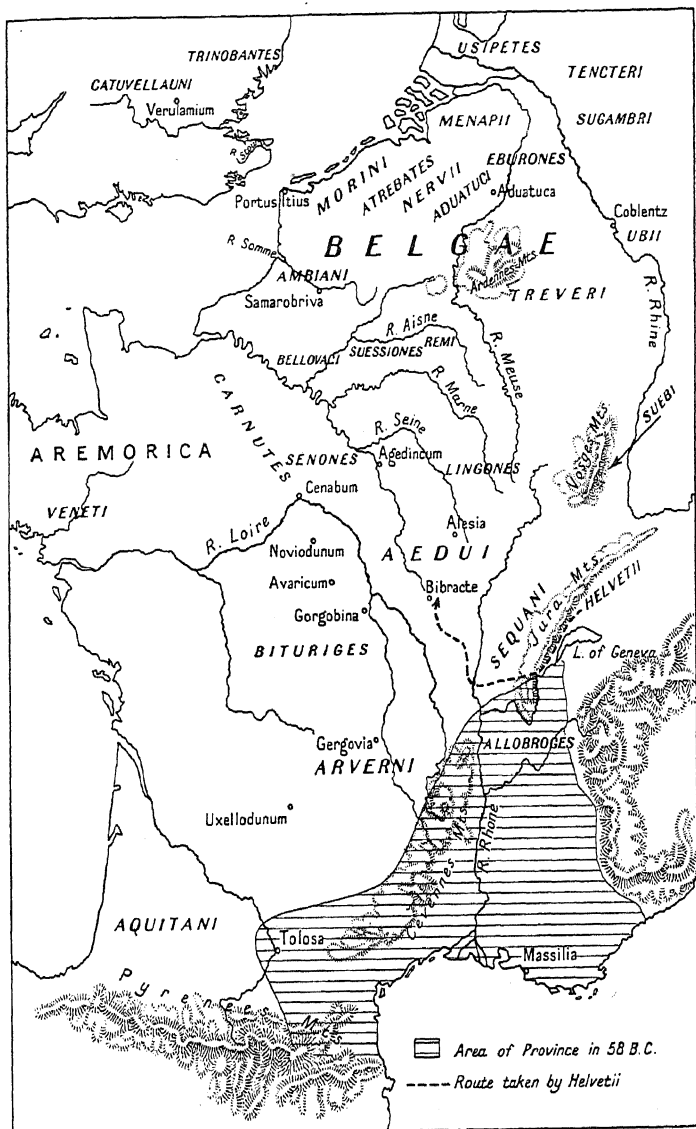 USIPETES
TRINOBANTES
TENCTERI
CATUVELLAUNI
Verulamium
SUGAMBRI
MENAPII
R. Stour
EBURONES
MORINI
ATREBATES
NERVII
ADUATUCI
Aduatuca
Portus Itius
Coblentz
UBII
R. Somme
BELGAE
Ardennes Mts.
AMBIANI
TREVERI
Samarobriva
R. Rhine
R. Aisne
BELLOVACI
SUESSIONES
REMI
R. Meuse
R. Marne
CARNUTES
SUEBI
R. Seine
Vosges Mts
AREMORICA
SENONES
Agedincum
LINGONES
Cenabum
VENETI
R. Loire
Alesia
Noviodunum
AEDUI
Avaricum
Bibracte
SEQUANI
Jura Mts.
HELVETII
Gorgobina
BITURIGES
L. of Geneva
Gergovia
ALLOBROGES
ARVERNI
Uxellodunum
Cevennes Mts.
R. Rhone
AQUITANI
Tolosa
Massilia
Pyrenees Mts
Area of Province in 58 B.C.
Route taken by Helvetii